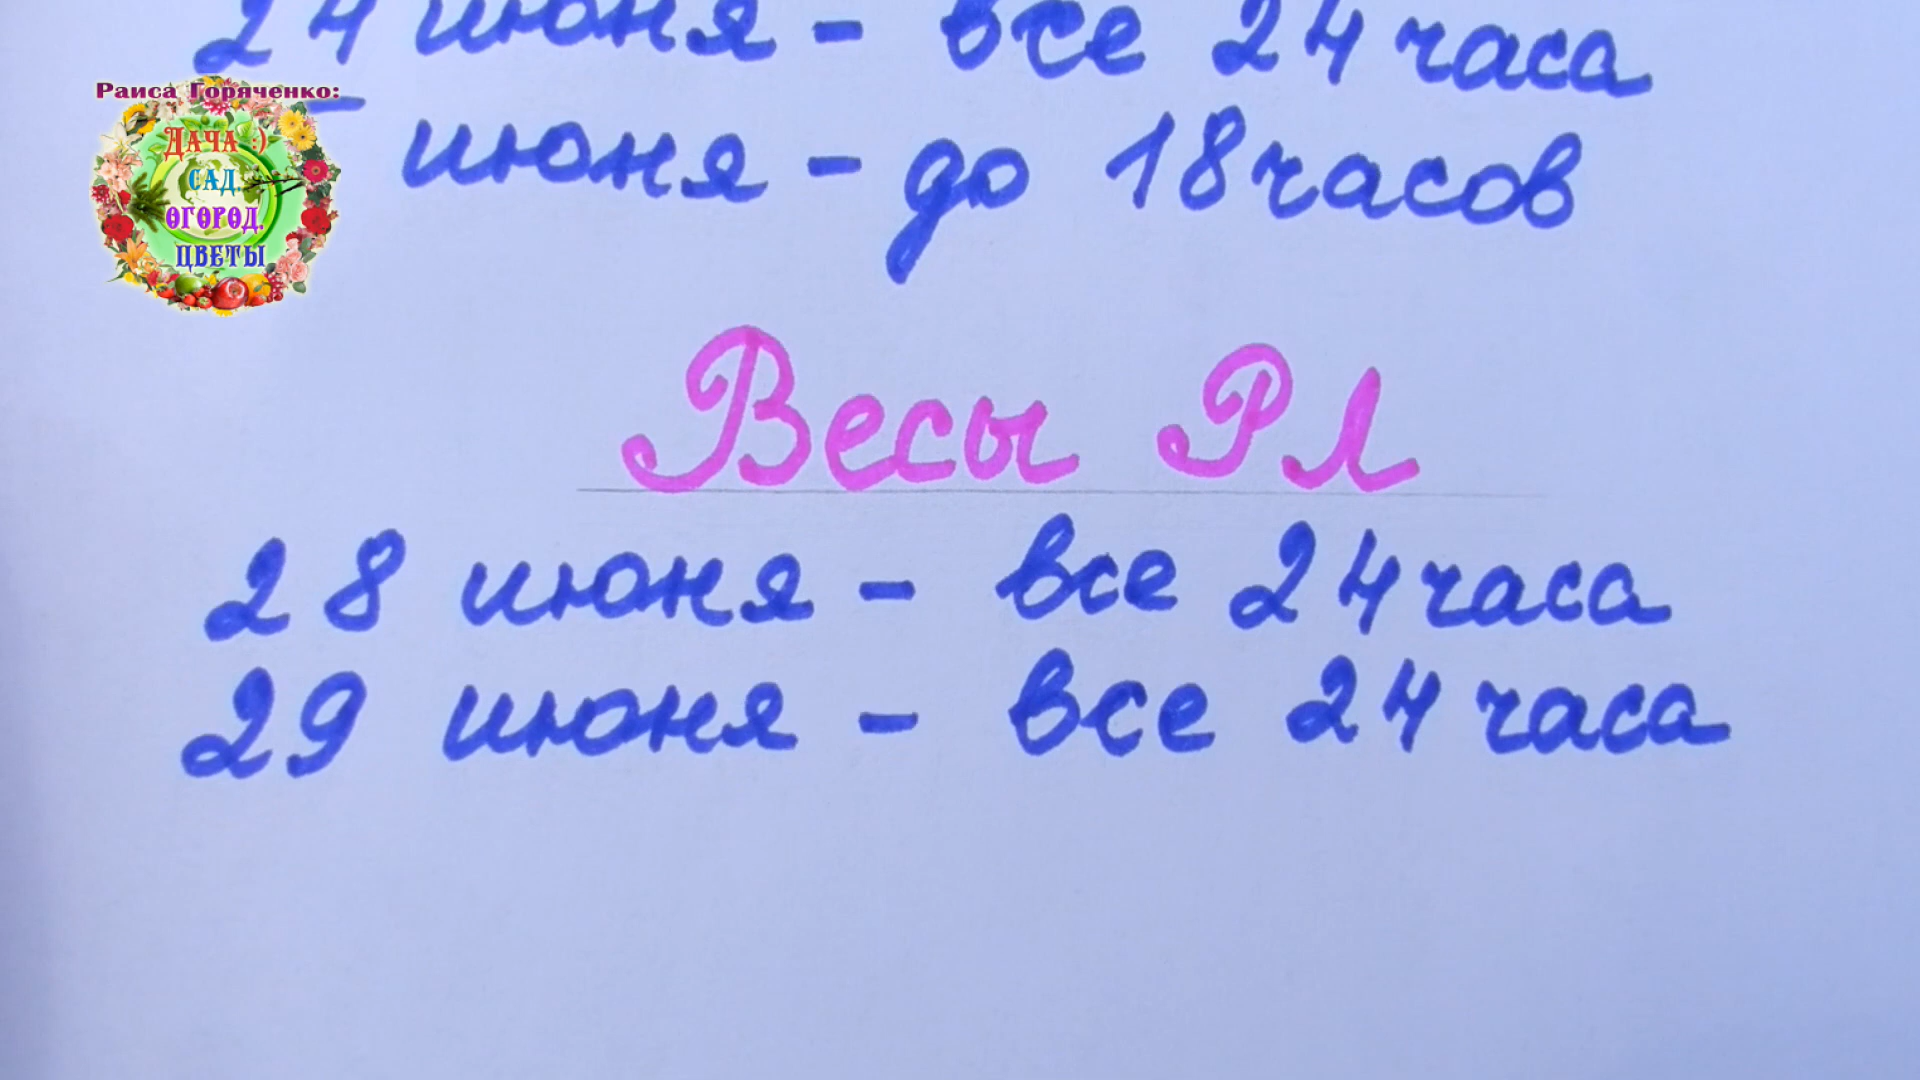 24 июня - все 24 часа
Раиса Горяченко:
Дача :)
САД.
ОГОРОД.
ЦВЕТЫ
июня - до 18 часов
Весы РЛ
28 июня - все 24 часа
29 июня - все 24 часа